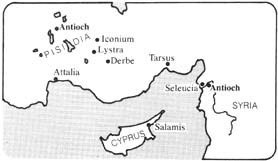 Antioch
PISIDIA
Iconium
Lystra
Derbe
Tarsus
Attalia
Seleucia
Antioch
SYRIA
Salamis
CYPRUS